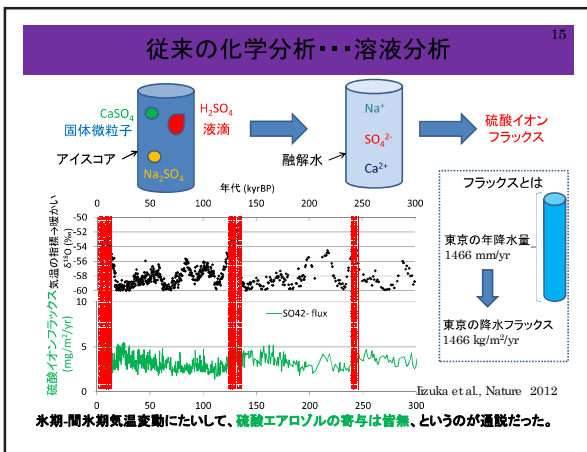 15
従来の化学分析・・・溶液分析
CaSO4
固体微粒子
H2SO4
液滴
アイスコア
Na2SO4
Na+
SO42-
Ca2+
融解水
硫酸イオン
フラックス
年代 (kyrBP)
0 50 100 150 200 250 300
気温の指標→暖かい
δ18O (‰)
-50
-52
-54
-56
-58
-60
硫酸イオンフラックス
(mg/m2/yr)
10
5
0
SO42- flux
0 50 100 150 200 250 300
フラックスとは
東京の年降水量
1466 mm/yr
東京の降水フラックス
1466 kg/m2/yr
Iizuka et al., Nature 2012
氷期-間氷期気温変動にたいして、硫酸エアロゾルの寄与は皆無、というのが通説だった。